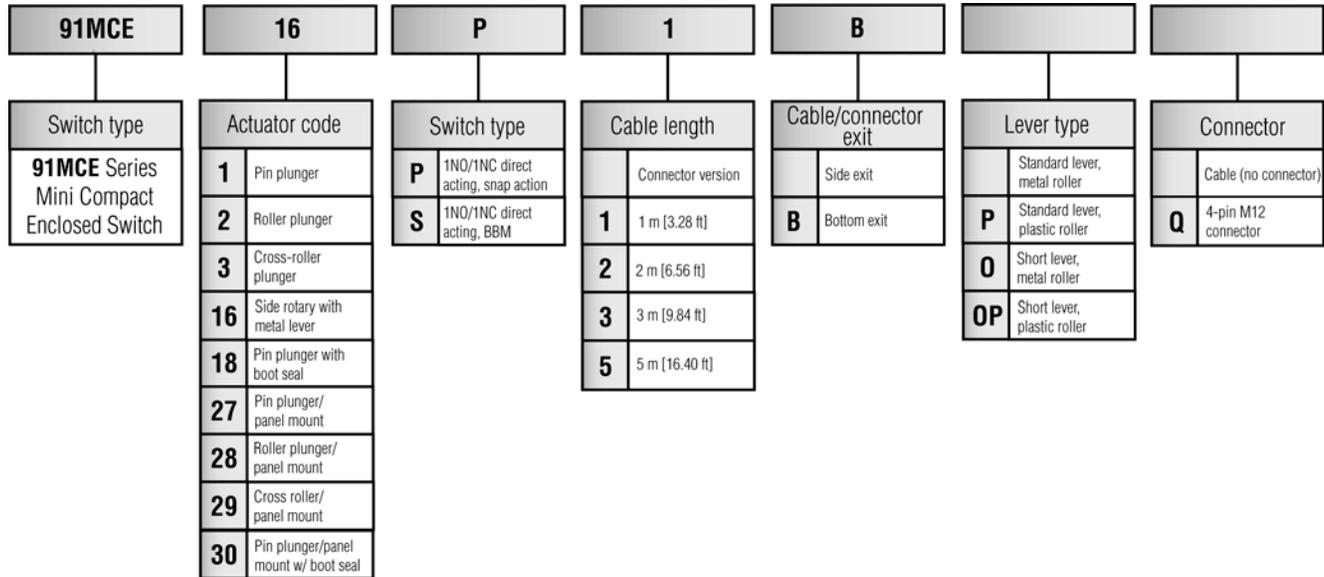 91MCE 16 P 1 B
Switch type
91MCE Series
Mini Compact
Enclosed Switch
Actuator code
1 Pin plunger
2 Roller plunger
3 Cross-roller
plunger
16 Side rotary with
metal lever
18 Pin plunger with
boot seal
27 Pin plunger/
panel mount
28 Roller plunger/
panel mount
29 Cross roller/
panel mount
30 Pin plunger/panel
mount w/ boot seal
Switch type
P 1NO/1NC direct
acting, snap action
S 1NO/1NC direct
acting, BBM
Cable length
Connector version
1 1 m [3.28 ft]
2 2 m [6.56 ft]
3 3 m [9.84 ft]
5 5 m [16.40 ft]
Cable/connector
exit
Side exit
B Bottom exit
Lever type
Standard lever,
metal roller
P Standard lever,
plastic roller
O Short lever,
metal roller
OP Short lever,
plastic roller
Connector
Cable (no connector)
Q 4-pin M12
connector